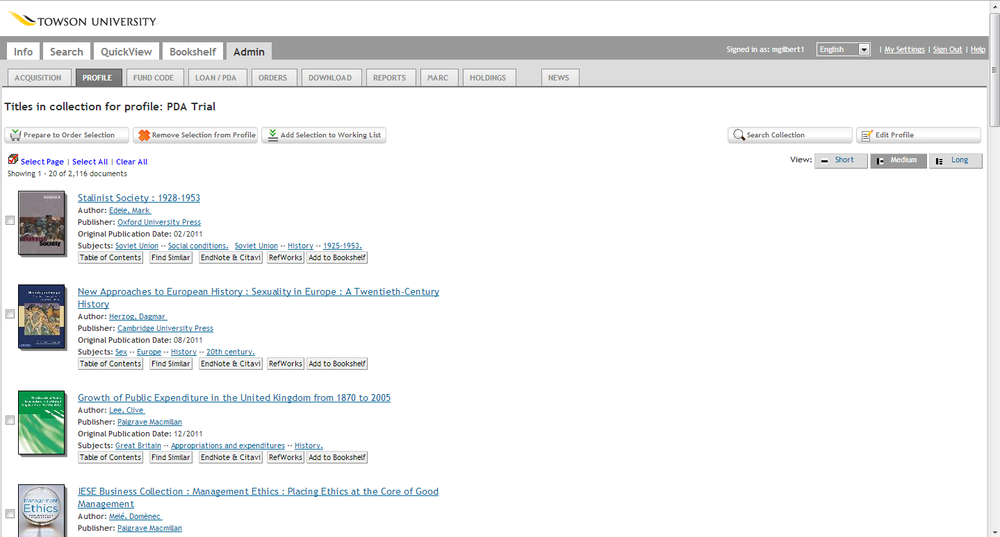 TOWSON UNIVERSITY
Info Search QuickView Bookshelf Admin Signed in as: mgilbert1 English | My Settings | Sign Out | Help
ACQUISITION PROFILE FUND CODE LOAN / PDA ORDERS DOWNLOAD REPORTS MARC HOLDINGS NEWS
Titles in collection for profile: PDA Trial
Prepare to Order Selection Remove Selection from Profile Add Selection to Working List Search Collection Edit Profile
Select Page | Select All | Clear All View: Short Medium Long
Showing 1 - 20 of 2,116 documents
Stalinist Society : 1928-1953
Author: Edele, Mark
Publisher: Oxford University Press
Original Publication Date: 02/2011
Subjects: Soviet Union -- Social conditions. Soviet Union -- History -- 1925-1953.
Table of Contents Find Similar EndNote & Citavi RefWorks Add to Bookshelf
Society
New Approaches to European History : Sexuality in Europe : A Twentieth-Century
History
Author: Herzog, Dagmar
Publisher: Cambridge University Press
Original Publication Date: 08/2011
Subjects: Sex -- Europe -- History -- 20th century.
Table of Contents Find Similar EndNote & Citavi RefWorks Add to Bookshelf
Growth of Public Expenditure in the United Kingdom from 1870 to 2005
Author: Lee, Clive
Publisher: Palgrave Macmillan
Original Publication Date: 12/2011
Subjects: Great Britain -- Appropriations and expenditures -- History.
Table of Contents Find Similar EndNote & Citavi RefWorks Add to Bookshelf
IESE Business Collection : Management Ethics : Placing Ethics at the Core of Good
Management
Author: Melé, Domènec
Publisher: Palgrave Macmillan
Management
Ethics